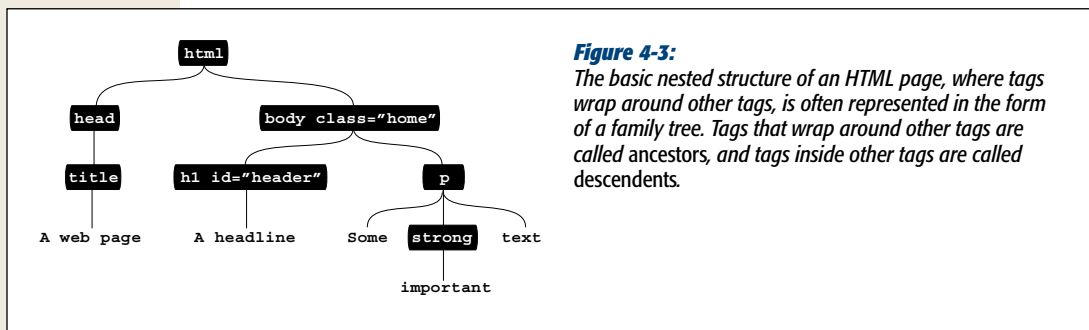 html
head
body class=”home”
title
h1 id=”header”
p
A web page
A headline
Some
strong
text
important
Figure 4-3:
The basic nested structure of an HTML page, where tags
wrap around other tags, is often represented in the form
of a family tree. Tags that wrap around other tags are
called ancestors, and tags inside other tags are called
descendents.